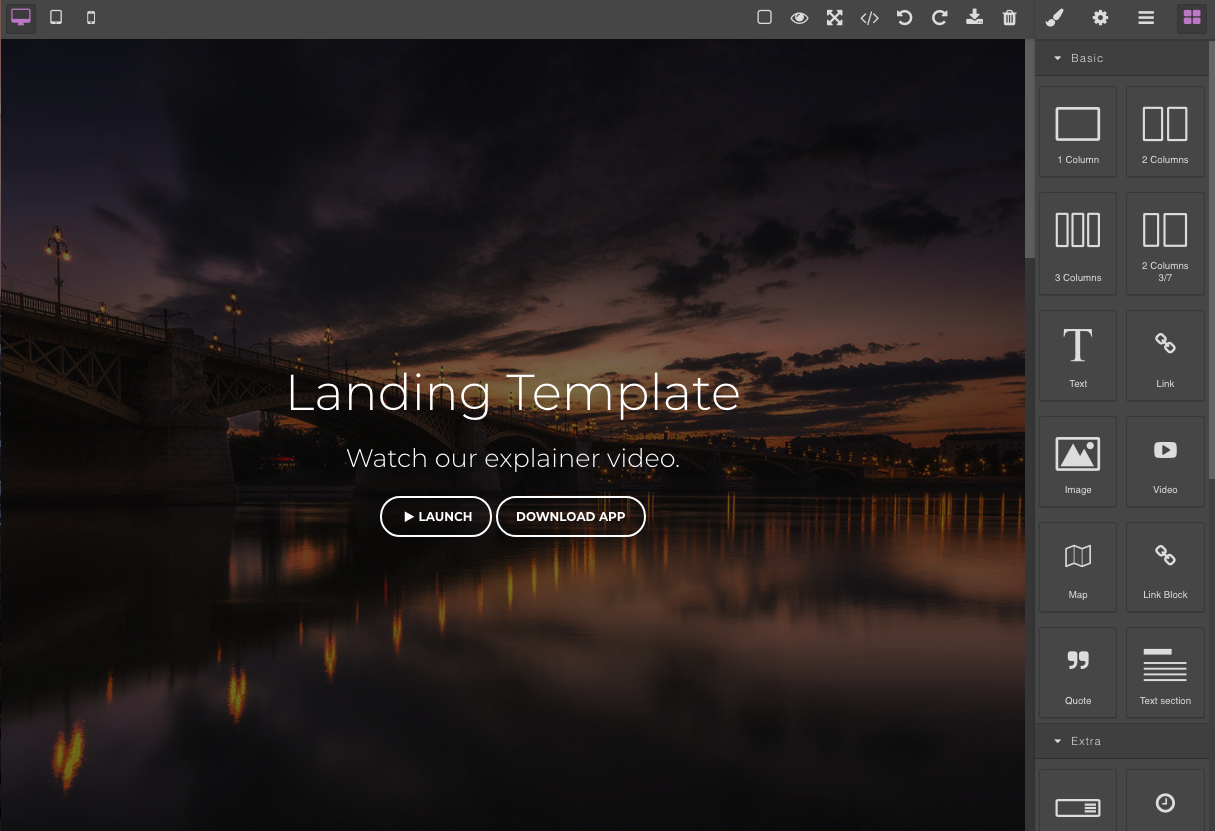 Basic
1 Column
2 Columns
3 Columns
2 Columns
3/7
Text
Link
Image
Video
Map
Link Block
Quote
Text section
Extra
Landing Template
Watch our explainer video.
LAUNCH
DOWNLOAD APP